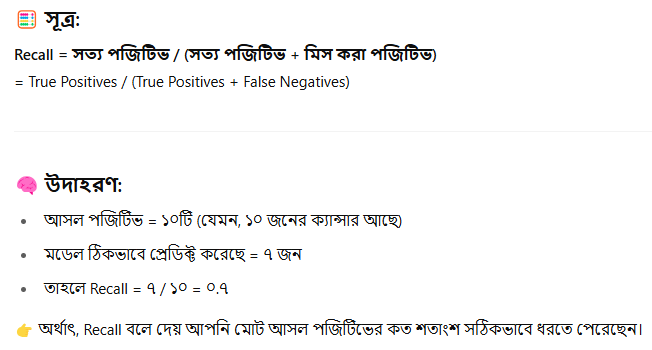 🧮 সূত্র:
Recall = সত্য পজিটিভ / (সত্য পজিটিভ + মিস করা পজিটিভ)
= True Positives / (True Positives + False Negatives)
🧠 উদাহরণ:
• আসল পজিটিভ = ১০টি (যেমন, ১০ জনের ক্যান্সার আছে)
• মডেল ঠিকভাবে প্রেডিক্ট করেছে = ৭ জন
• তাহলে Recall = ৭ / ১০ = ০.৭
👉 অর্থাৎ, Recall বলে দেয় আপনি মোট আসল পজিটিভের কত শতাংশ সঠিকভাবে ধরতে পেরেছেন।